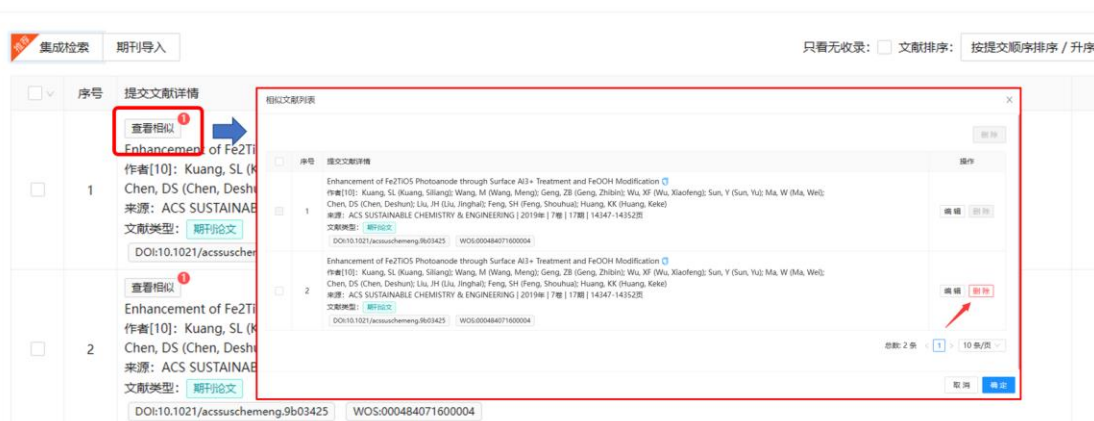 推荐 集成检索 期刊导入 只看无收录： 文献排序： 按提交顺序排序 / 升序
序号 提交文献详情
查看相似 1
Enhancement of Fe2Ti
作者[10]：Kuang, SL (K
1 Chen, DS (Chen, Deshu
来源：ACS SUSTAINAB
文献类型： 期刊论文
DOI:10.1021/acssuschem
查看相似 1
Enhancement of Fe2Ti
作者[10]：Kuang, SL (K
2 Chen, DS (Chen, Deshu
来源：ACS SUSTAINAB
文献类型： 期刊论文
DOI:10.1021/acssuschemeng.9b03425 WOS:000484071600004
相似文献列表
删 除
序号 提交文献详情 操作
Enhancement of Fe2TiO5 Photoanode through Surface Al3+ Treatment and FeOOH Modification
作者[10]：Kuang, SL (Kuang, Siliang); Wang, M (Wang, Meng); Geng, ZB (Geng, Zhibin); Wu, XF (Wu, Xiaofeng); Sun, Y (Sun, Yu); Ma, W (Ma, Wei);
1 Chen, DS (Chen, Deshun); Liu, JH (Liu, Jinghai); Feng, SH (Feng, Shouhua); Huang, KK (Huang, Keke) 编 辑 删 除
来源：ACS SUSTAINABLE CHEMISTRY & ENGINEERING | 2019年 | 7卷 | 17期 | 14347-14352页
文献类型： 期刊论文
DOI:10.1021/acssuschemeng.9b03425 WOS:000484071600004
Enhancement of Fe2TiO5 Photoanode through Surface Al3+ Treatment and FeOOH Modification
作者[10]：Kuang, SL (Kuang, Siliang); Wang, M (Wang, Meng); Geng, ZB (Geng, Zhibin); Wu, XF (Wu, Xiaofeng); Sun, Y (Sun, Yu); Ma, W (Ma, Wei);
2 Chen, DS (Chen, Deshun); Liu, JH (Liu, Jinghai); Feng, SH (Feng, Shouhua); Huang, KK (Huang, Keke) 编 辑 删 除
来源：ACS SUSTAINABLE CHEMISTRY & ENGINEERING | 2019年 | 7卷 | 17期 | 14347-14352页
文献类型： 期刊论文
DOI:10.1021/acssuschemeng.9b03425 WOS:000484071600004
总数: 2 条 < 1 > 10 条/页
取 消 确 定